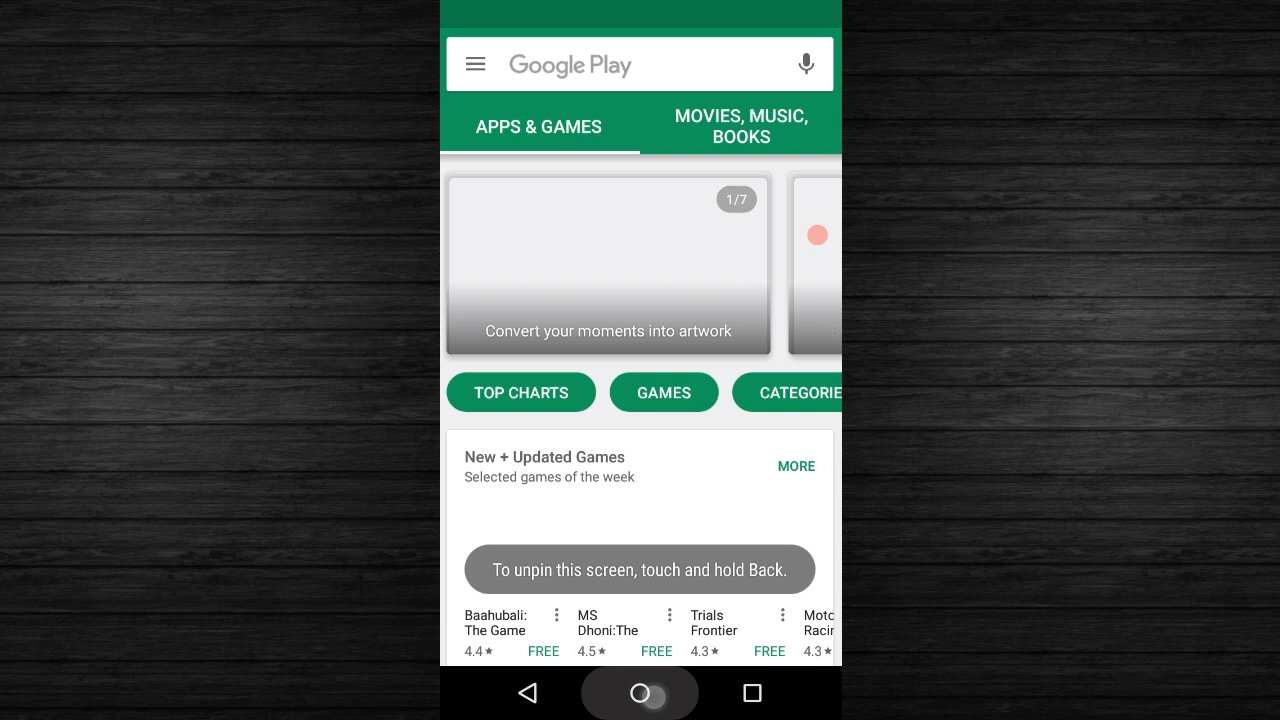 Google Play
APPS & GAMES
MOVIES, MUSIC,
BOOKS
1/7
Convert your moments into artwork
TOP CHARTS
GAMES
CATEGORIE
New + Updated Games
MORE
Selected games of the week
To unpin this screen, touch and hold Back.
Baahubali:
The Game
4.4★ FREE
MS
Dhoni:The
4.5★ FREE
Trials
Frontier
4.3★ FREE
Moto
Racin
4.3★